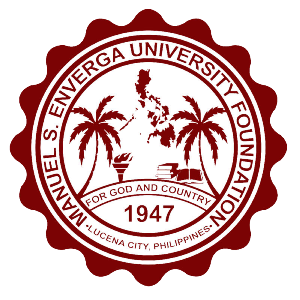 MANUEL S. ENVERGA UNIVERSITY FOUNDATION
FOR GOD AND COUNTRY
1947
•LUCENA CITY, PHILIPPINES•